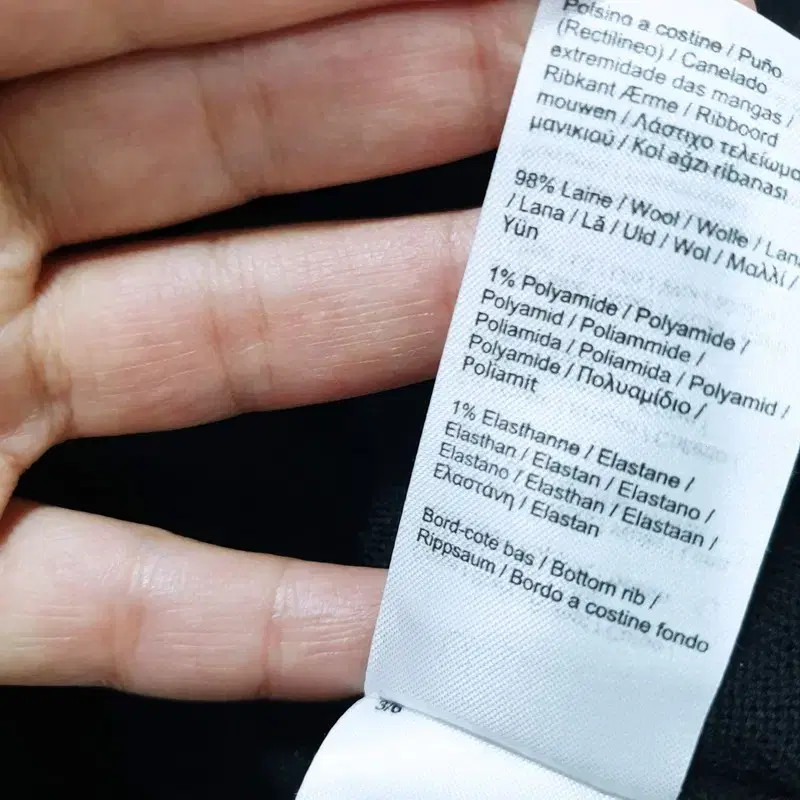 Polsino a costine / Puño
(Rectilineo) / Canelado
extremidade das mangas /
Ribkant Ærme / Ribboord
mouwen / Λάστιχο τελείωμα
μανικιού / Kol ağzı ribanası
98% Laine / Wool / Wolle / Lana
/ Lana / Lã / Uld / Wol / Μαλλί /
Yün
1% Polyamide / Polyamide /
Polyamid / Poliammide /
Poliamida / Poliamida / Polyamid /
Polyamide / Πολυαμίδιο /
Poliamit
1% Elasthanne / Elastane /
Elasthan / Elastan / Elastano /
Elastano / Elasthan / Elastaan /
Ελαστάνη / Elastan
Bord-cote bas / Bottom rib /
Rippsaum / Bordo a costine fondo
3/6